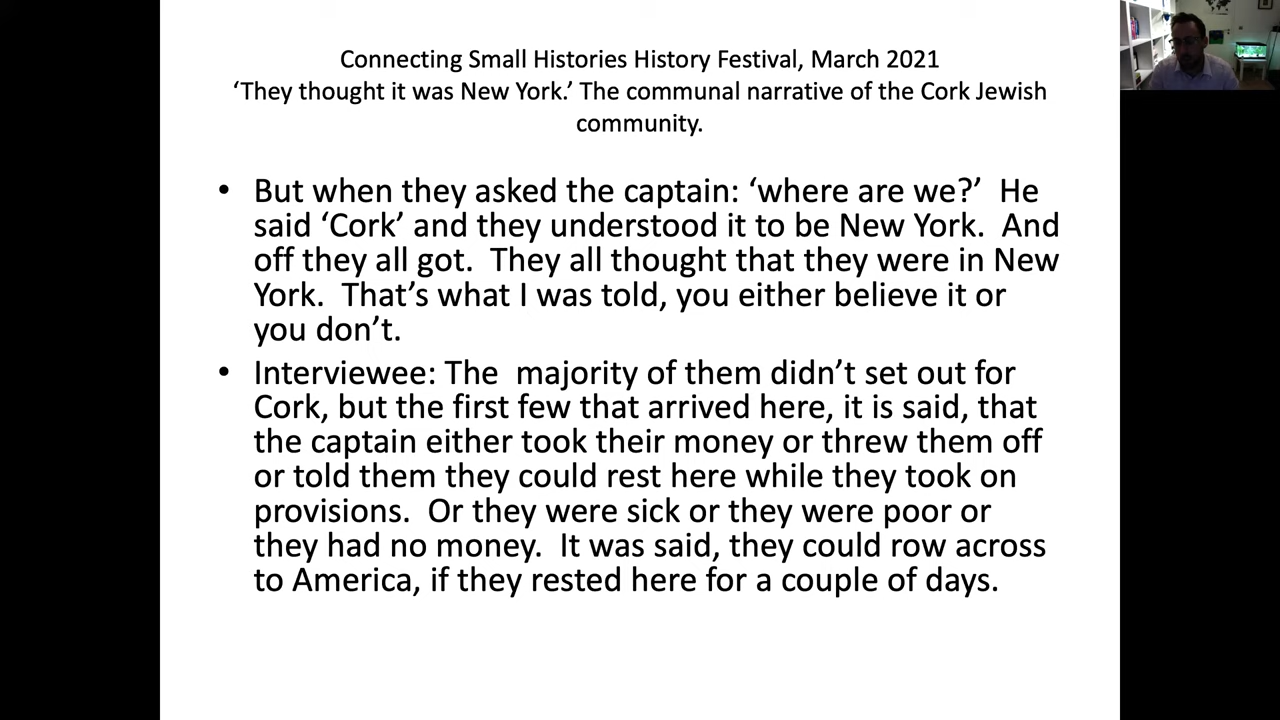 Connecting Small Histories History Festival, March 2021
‘They thought it was New York.’ The communal narrative of the Cork Jewish
community.
• But when they asked the captain: ‘where are we?’  He
said ‘Cork’ and they understood it to be New York.  And
off they all got.  They all thought that they were in New
York.  That’s what I was told, you either believe it or
you don’t.
• Interviewee: The  majority of them didn’t set out for
Cork, but the first few that arrived here, it is said, that
the captain either took their money or threw them off
or told them they could rest here while they took on
provisions.  Or they were sick or they were poor or
they had no money.  It was said, they could row across
to America, if they rested here for a couple of days.